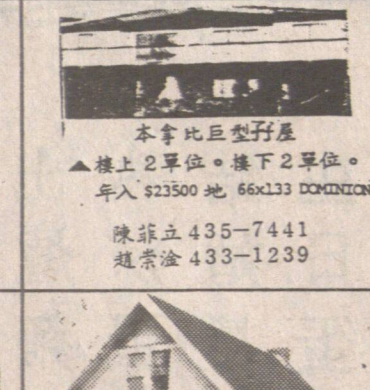 本拿比巨型孖屋
▲樓上2單位。樓下2單位。
年入 $23500 地 66x133 DOMINION
陳菲立 435-7441
趙崇淦 433-1239